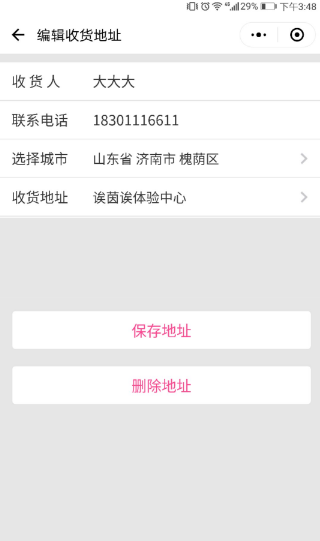 29% 下午3:48
编辑收货地址
收货人 大大大
联系电话 18301116611
选择城市 山东省 济南市 槐荫区
收货地址 诶茵诶体验中心
保存地址
删除地址